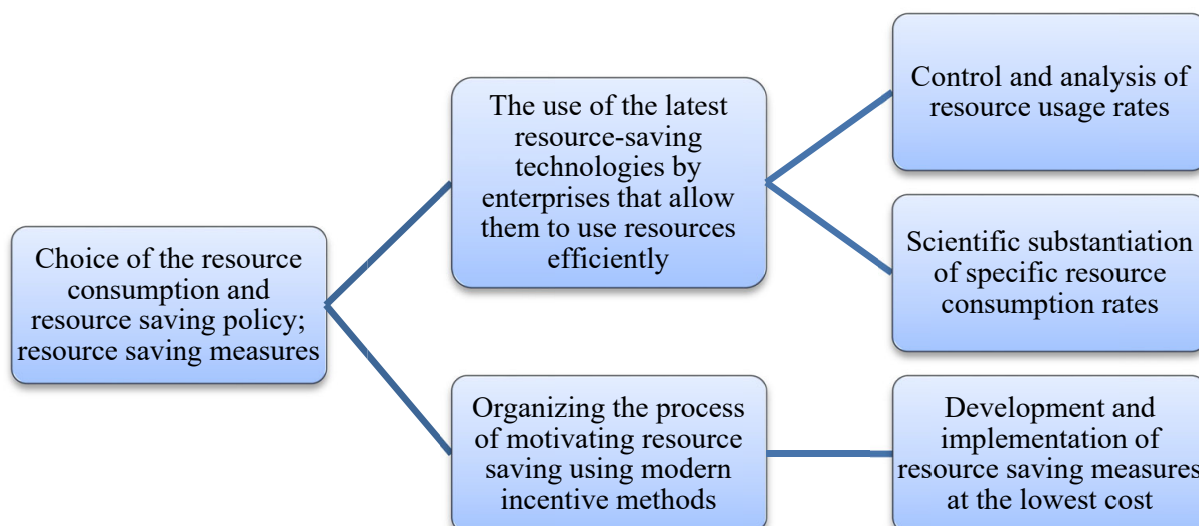 Choice of the resource
consumption and
resource saving policy;
resource saving measures
The use of the latest
resource-saving
technologies by
enterprises that allow
them to use resources
efficiently
Control and analysis of
resource usage rates
Scientific substantiation
of specific resource
consumption rates
Organizing the process
of motivating resource
saving using modern
incentive methods
Development and
implementation of
resource saving measures
at the lowest cost